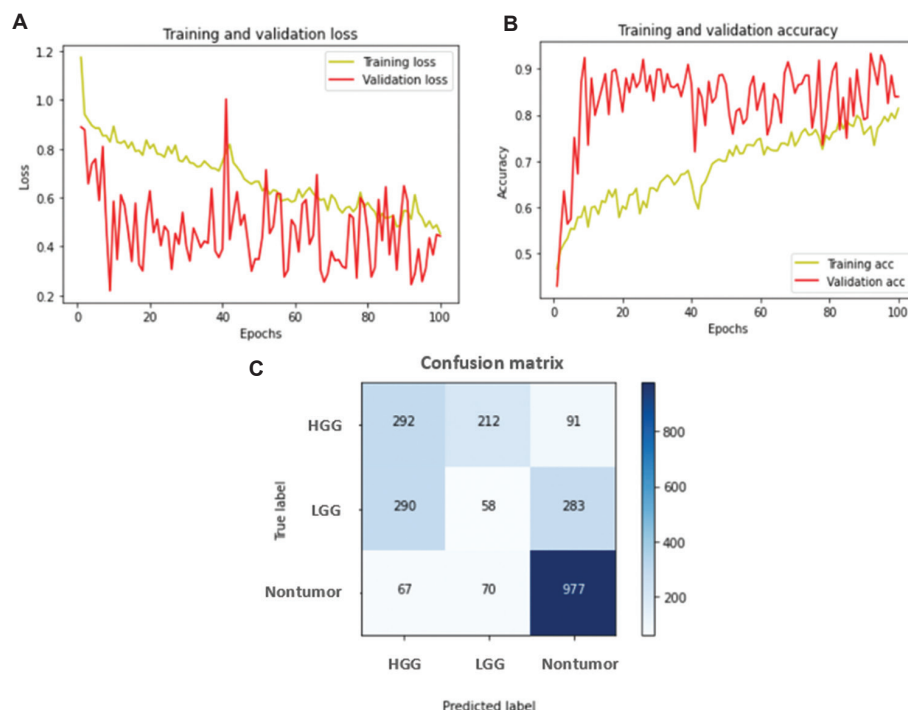 A
Training and validation loss
1.2
1.0
0.8
0.6
0.4
0.2
Loss
Training loss
Validation loss
0
20
40
60
80
100
Epochs
B
Training and validation accuracy
0.9
0.8
0.7
0.6
0.5
Accuracy
Training acc
Validation acc
0
20
40
60
80
100
Epochs
C
Confusion matrix
True label
HGG
292
212
91
LGG
290
58
283
Nontumor
67
70
977
HGG
LGG
Nontumor
Predicted label
800
600
400
200